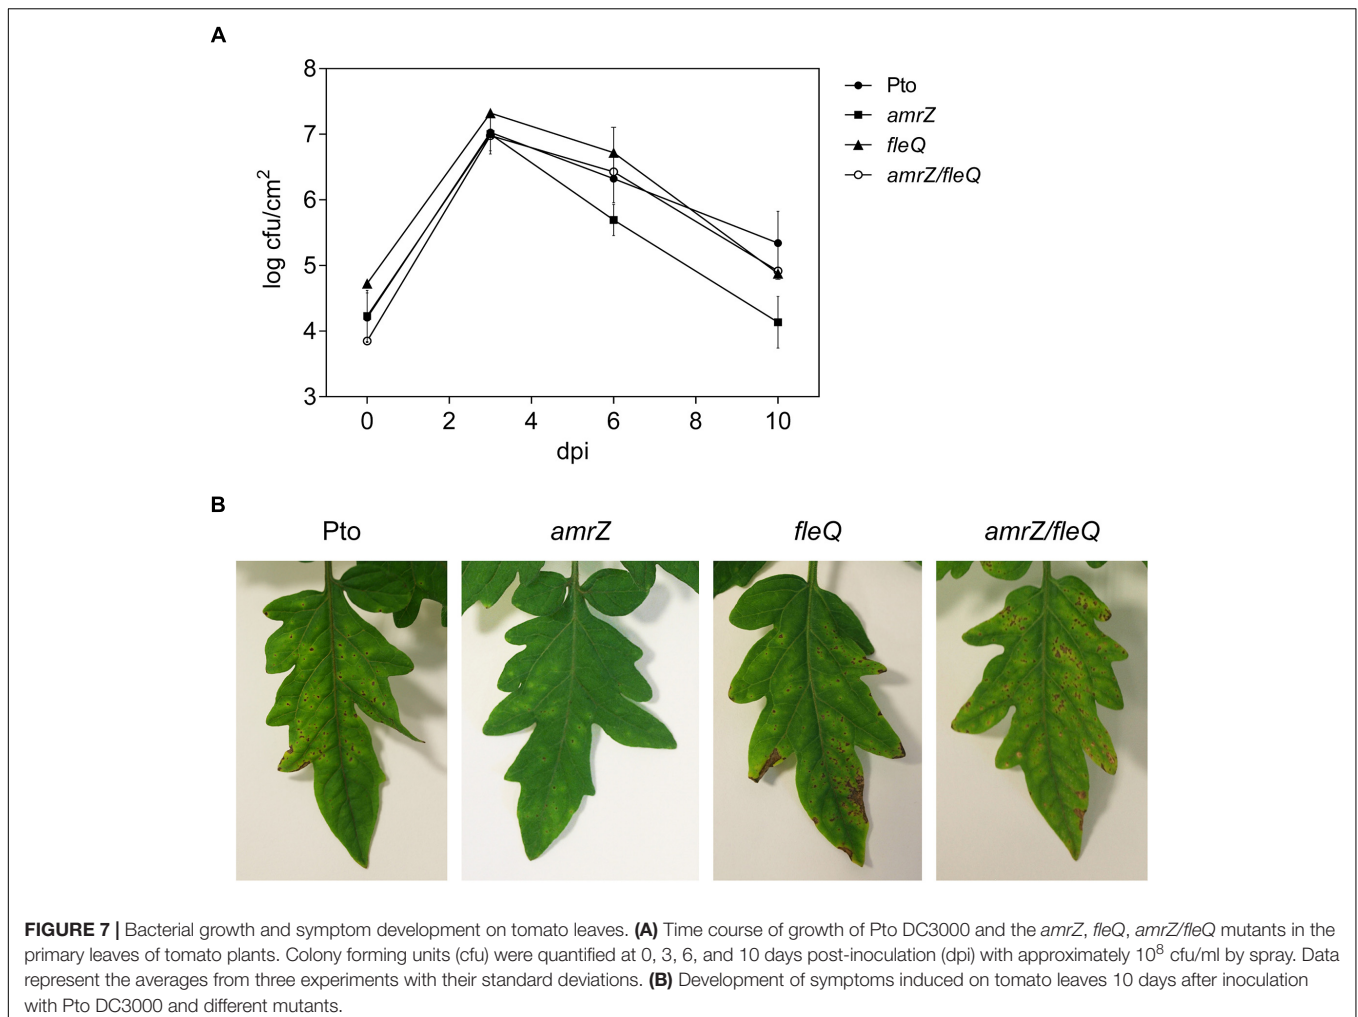 A
8
7
6
5
4
3
log cfu/cm²
0 2 4 6 8 10
dpi
Pto
amrZ
fleQ
amrZ/fleQ
B
Pto amrZ fleQ amrZ/fleQ
FIGURE 7 | Bacterial growth and symptom development on tomato leaves. (A) Time course of growth of Pto DC3000 and the amrZ, fleQ, amrZ/fleQ mutants in the
primary leaves of tomato plants. Colony forming units (cfu) were quantified at 0, 3, 6, and 10 days post-inoculation (dpi) with approximately 10⁸ cfu/ml by spray. Data
represent the averages from three experiments with their standard deviations. (B) Development of symptoms induced on tomato leaves 10 days after inoculation
with Pto DC3000 and different mutants.